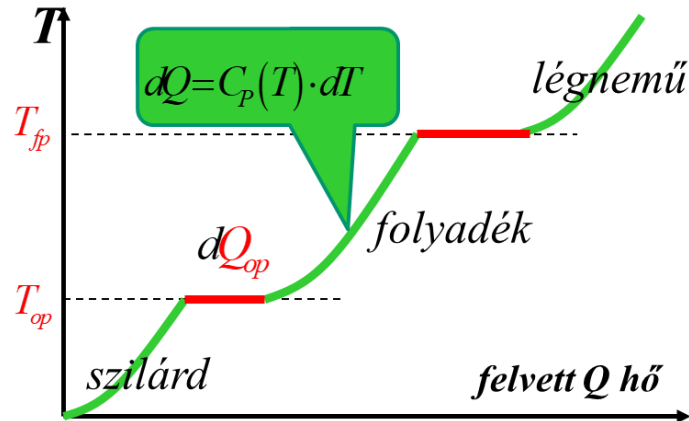 T
dQ=C_P(T)·dT
légnemű
T_fp
folyadék
dQ_op
T_op
szilárd
felvett Q hő